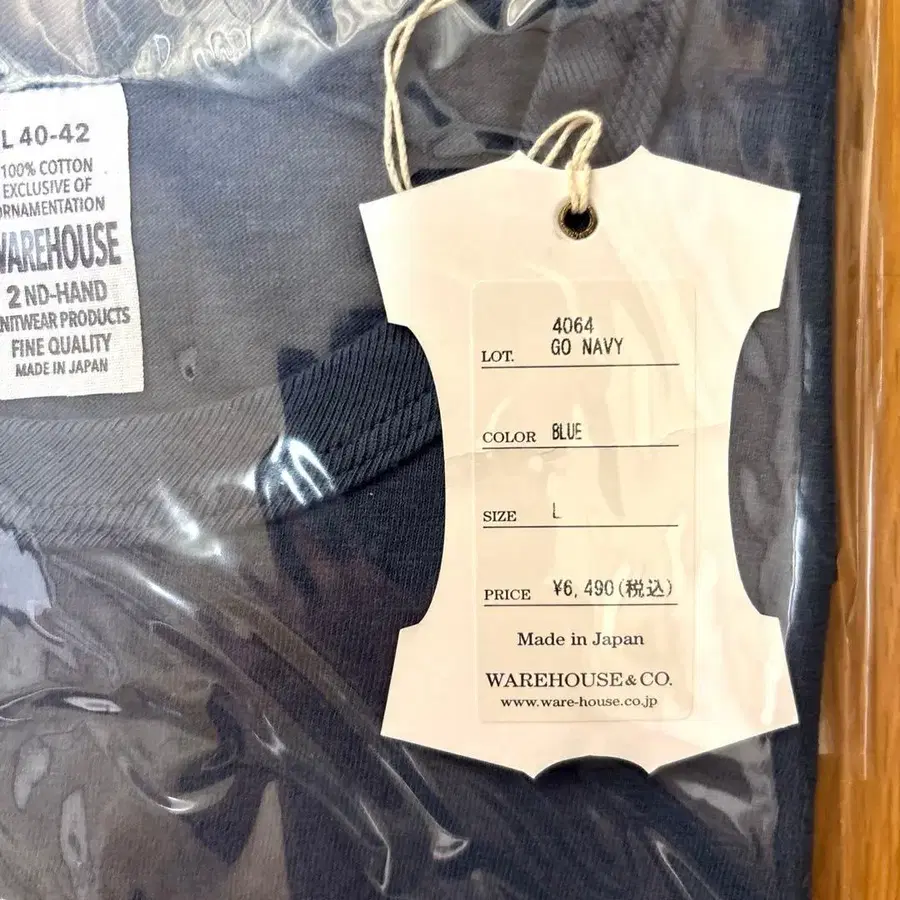 L 40-42
100% COTTON
EXCLUSIVE OF
ORNAMENTATION
WAREHOUSE
2ND-HAND
KNITWEAR PRODUCTS
FINE QUALITY
MADE IN JAPAN
4064
LOT. GO NAVY
COLOR BLUE
SIZE L
PRICE ¥6,490(税込)
Made in Japan
WAREHOUSE & CO.
www.ware-house.co.jp